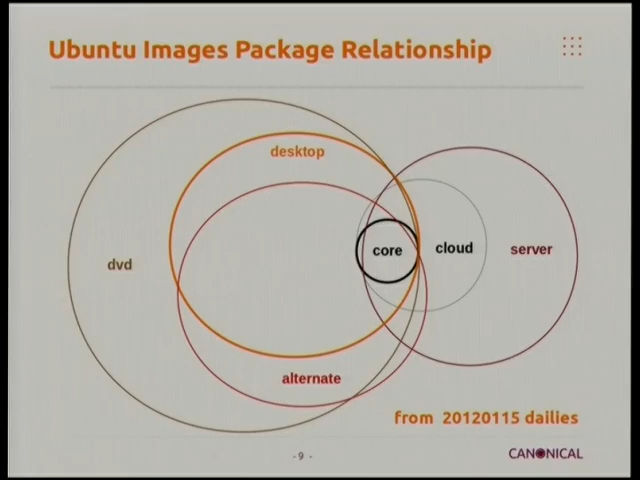 Ubuntu Images Package Relationship
desktop
core
cloud
server
dvd
alternate
from 20120115 dailies
- 9 -
CANONICAL